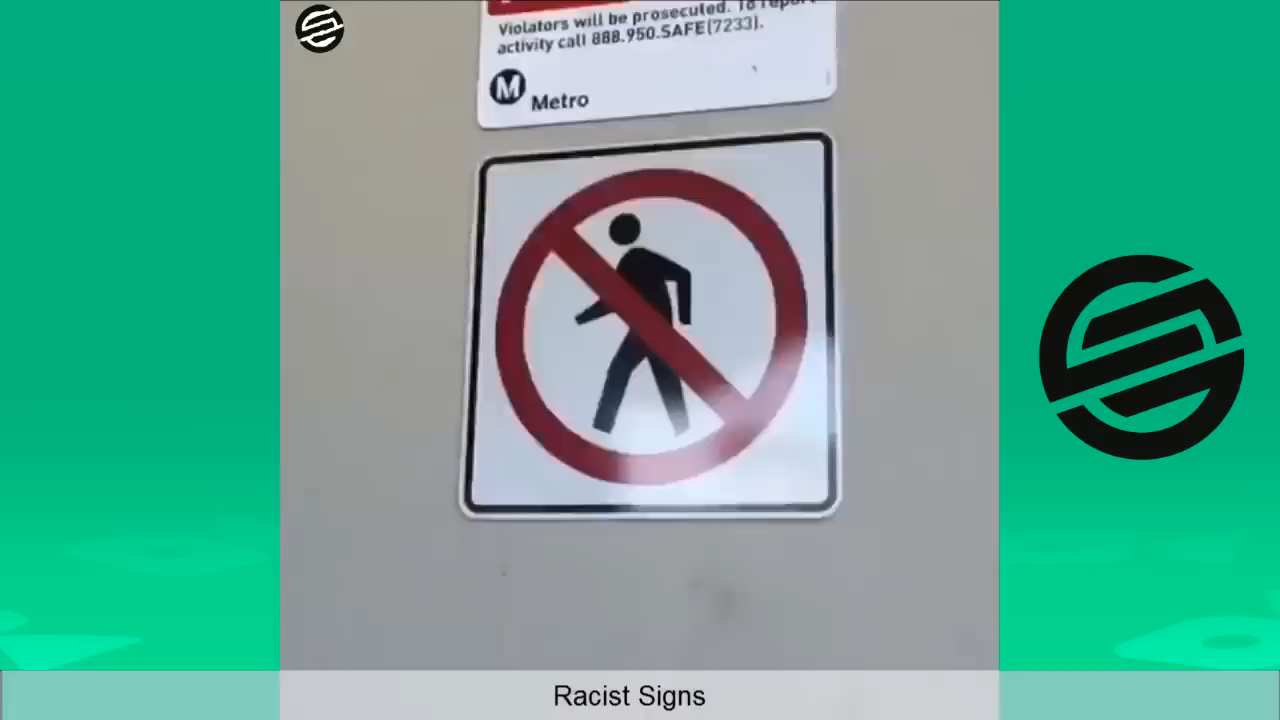 Violators will be prosecuted. To report
activity call 888.950.SAFE(7233).
M
Metro
Racist Signs